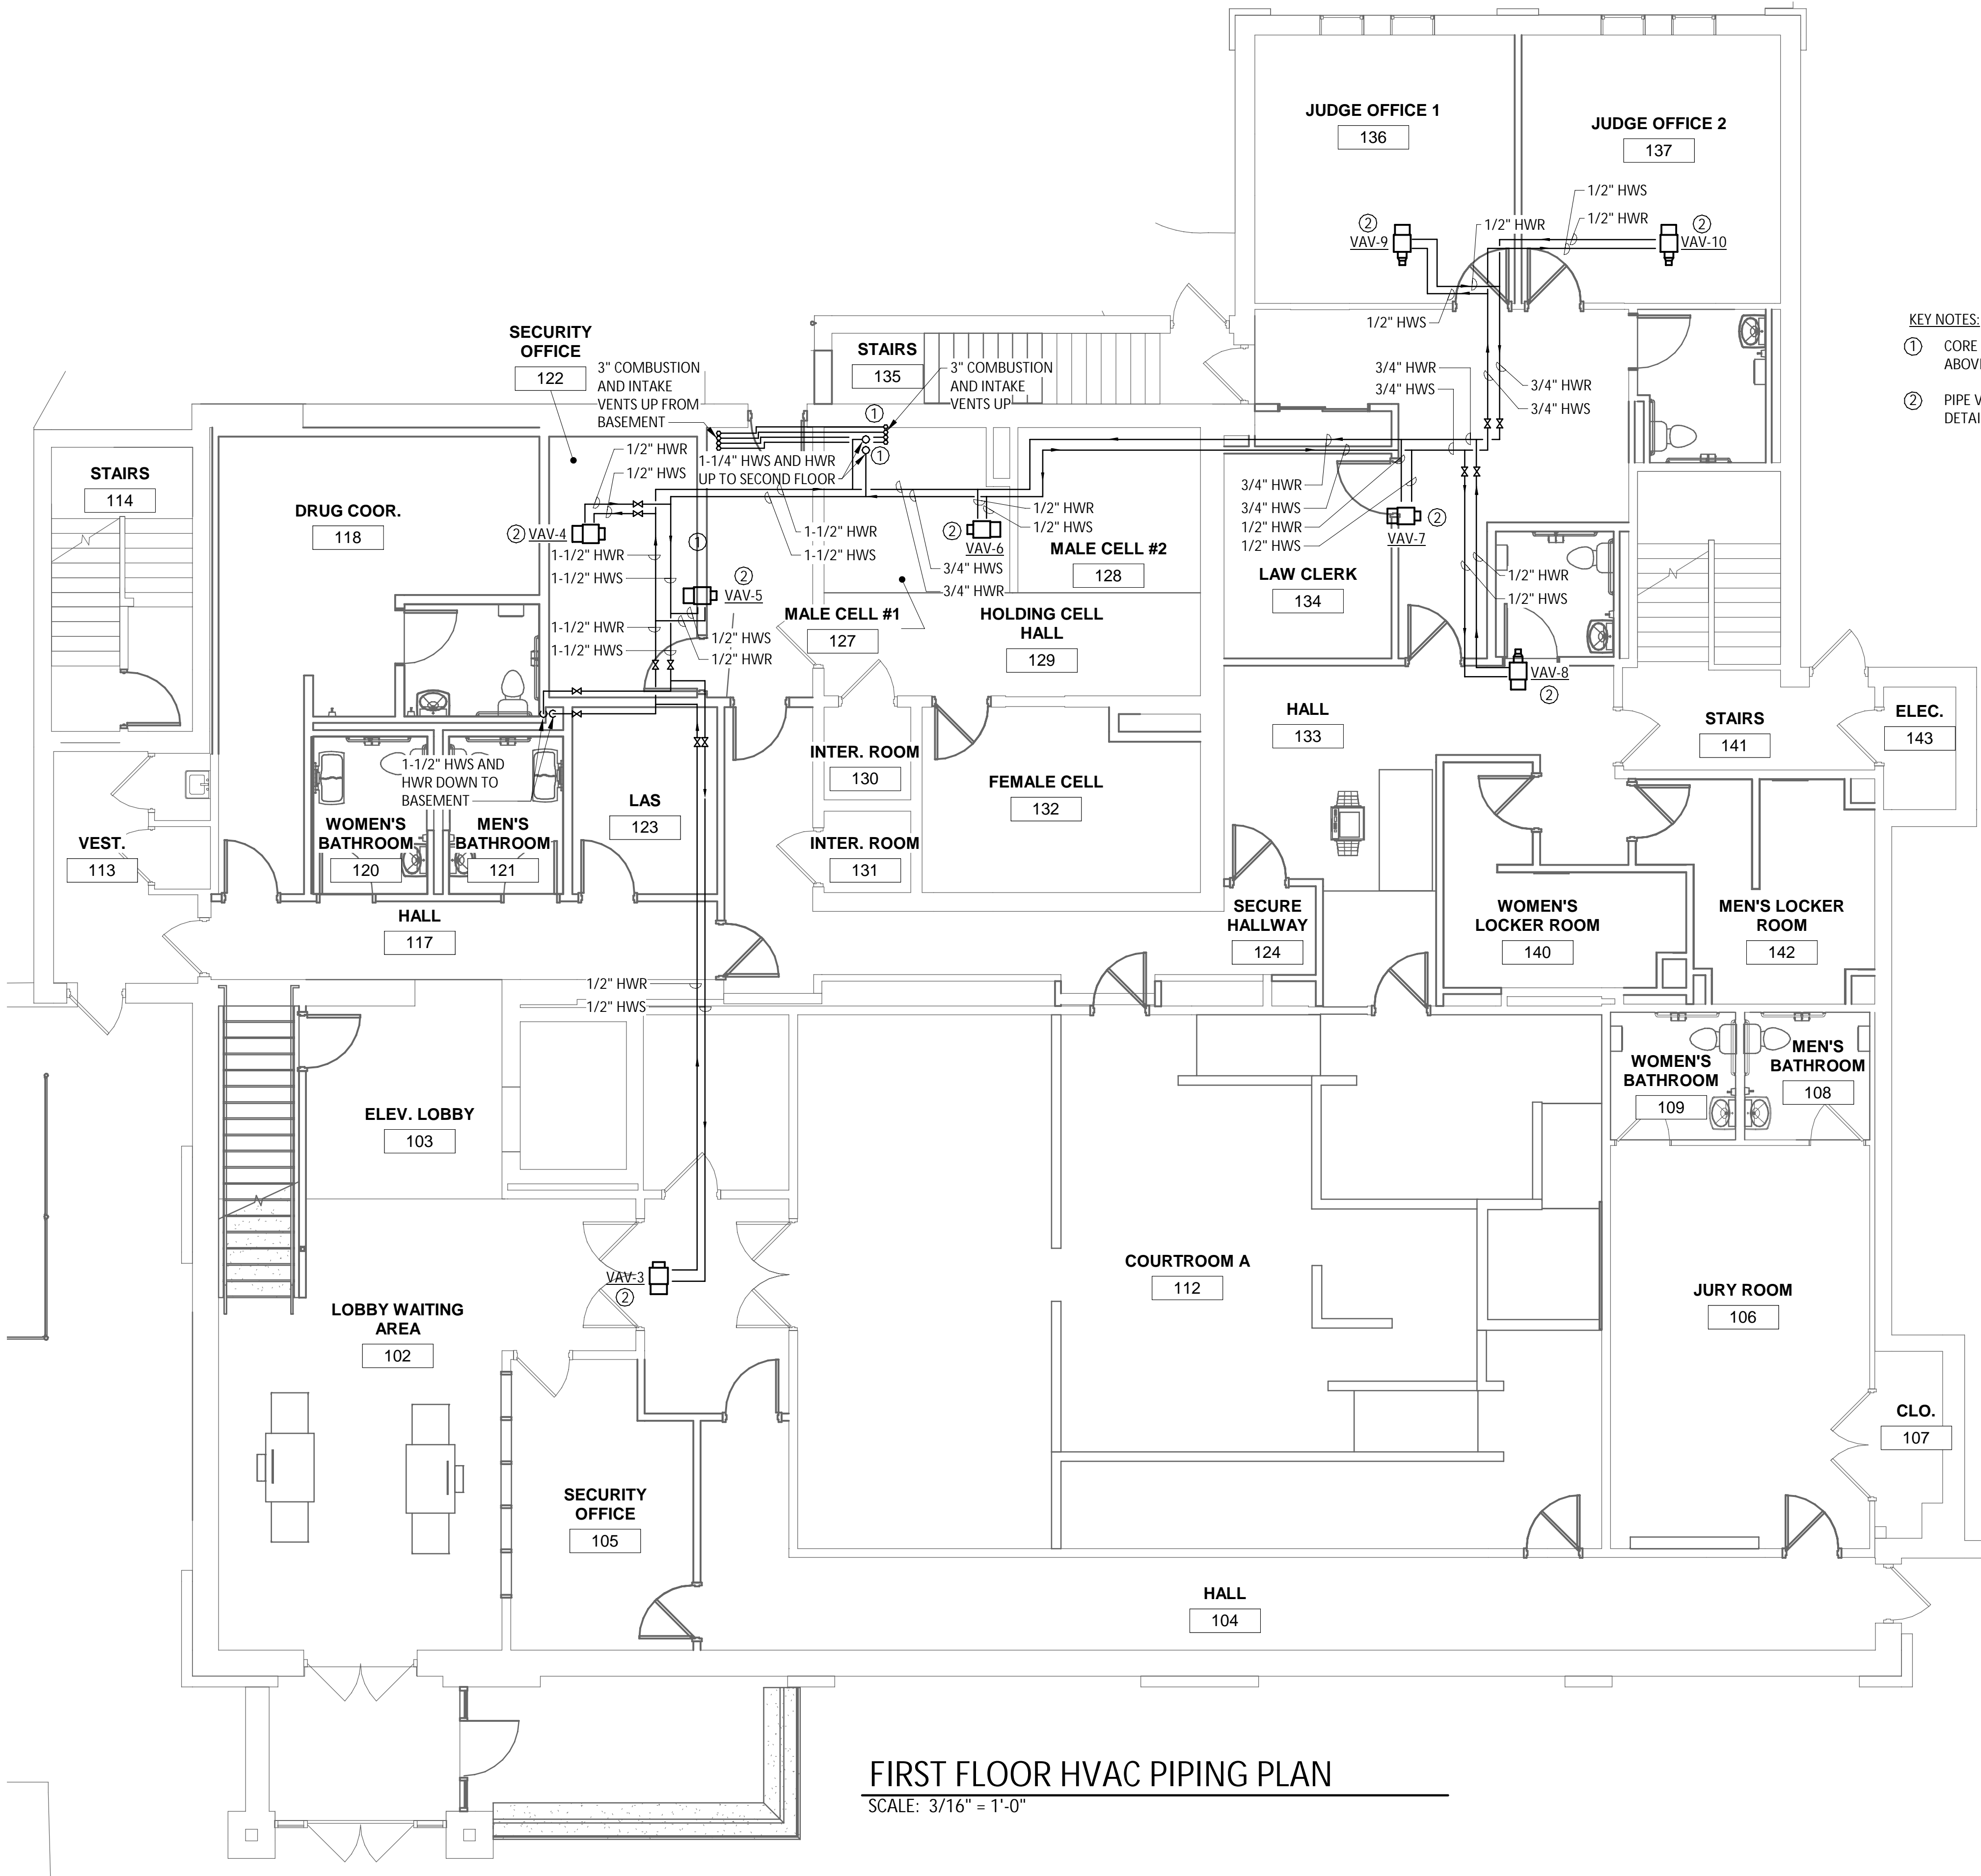 JUDGE OFFICE 1
136
JUDGE OFFICE 2
137
1/2" HWS
1/2" HWR
1/2" HWR
②
VAV-9
②
VAV-10
1/2" HWS
KEY NOTES:
① CORE
ABOVE
② PIPE V
DETAI
SECURITY
OFFICE
122
3" COMBUSTION
AND INTAKE
VENTS UP FROM
BASEMENT
STAIRS
135
3" COMBUSTION
AND INTAKE
VENTS UP
①
①
3/4" HWR
3/4" HWS
3/4" HWR
3/4" HWS
STAIRS
114
DRUG COOR.
118
1/2" HWR
1/2" HWS
1-1/4" HWS AND HWR
UP TO SECOND FLOOR
② VAV-4
1-1/2" HWR
1-1/2" HWS
①
1-1/2" HWR
1-1/2" HWS
1/2" HWR
1/2" HWS
②
VAV-6
3/4" HWS
3/4" HWR
MALE CELL #2
128
3/4" HWR
3/4" HWS
1/2" HWR
1/2" HWS
②
VAV-7
LAW CLERK
134
1/2" HWR
1/2" HWS
②
VAV-5
1-1/2" HWR
1-1/2" HWS
1/2" HWS
1/2" HWR
MALE CELL #1
127
HOLDING CELL
HALL
129
VAV-8
②
HALL
133
STAIRS
141
ELEC.
143
1-1/2" HWS AND
HWR DOWN TO
BASEMENT
INTER. ROOM
130
FEMALE CELL
132
LAS
123
WOMEN'S
BATHROOM
120
MEN'S
BATHROOM
121
INTER. ROOM
131
VEST.
113
HALL
117
SECURE
HALLWAY
124
WOMEN'S
LOCKER ROOM
140
MEN'S LOCKER
ROOM
142
1/2" HWR
1/2" HWS
WOMEN'S
BATHROOM
109
MEN'S
BATHROOM
108
ELEV. LOBBY
103
VAV-3
②
COURTROOM A
112
JURY ROOM
106
LOBBY WAITING
AREA
102
CLO.
107
SECURITY
OFFICE
105
HALL
104
FIRST FLOOR HVAC PIPING PLAN
SCALE: 3/16" = 1'-0"